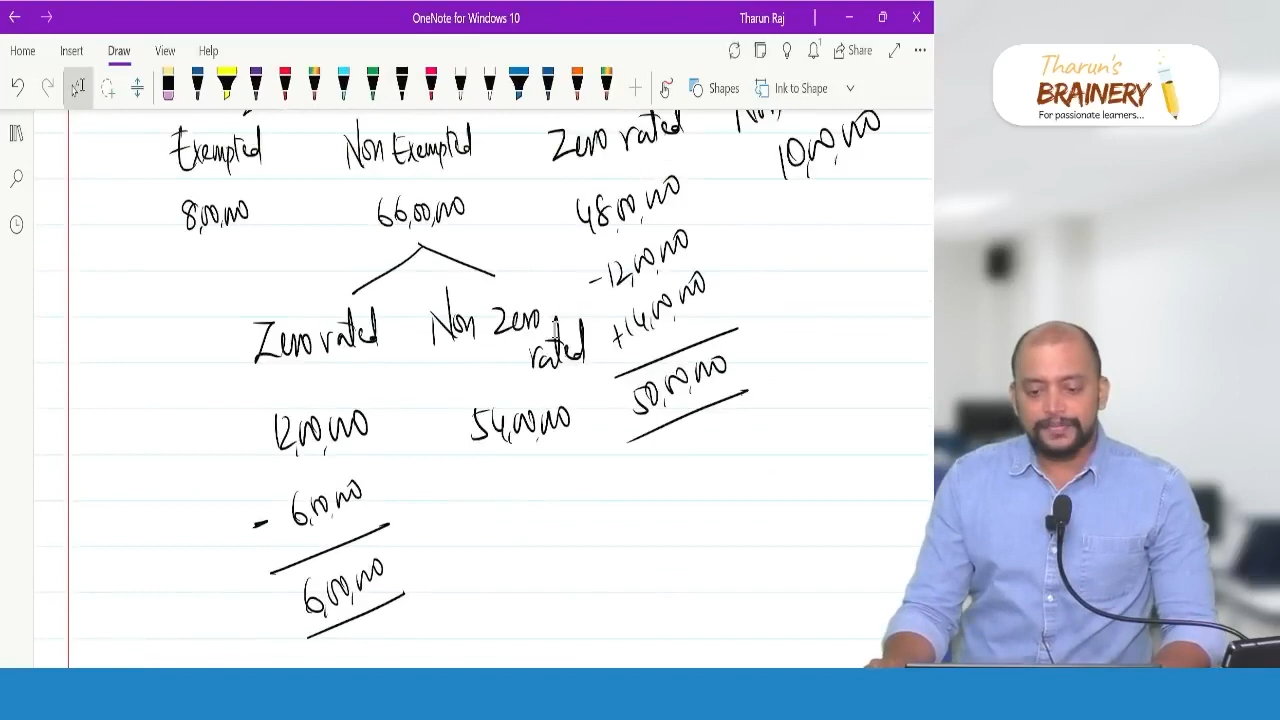 OneNote for Windows 10
Tharun Raj
Home Insert Draw View Help
Share
Shapes
Ink to Shape
Tharun's
BRAINERY
For passionate learners...
Exempted Non Exempted Zero rated
10,00,000
8,00,000 66,00,000 48,00,000
-12,00,000
+14,00,000
50,00,000
Zero rated Non Zero
rated
12,00,000 54,00,000
- 6,00,000
6,00,000